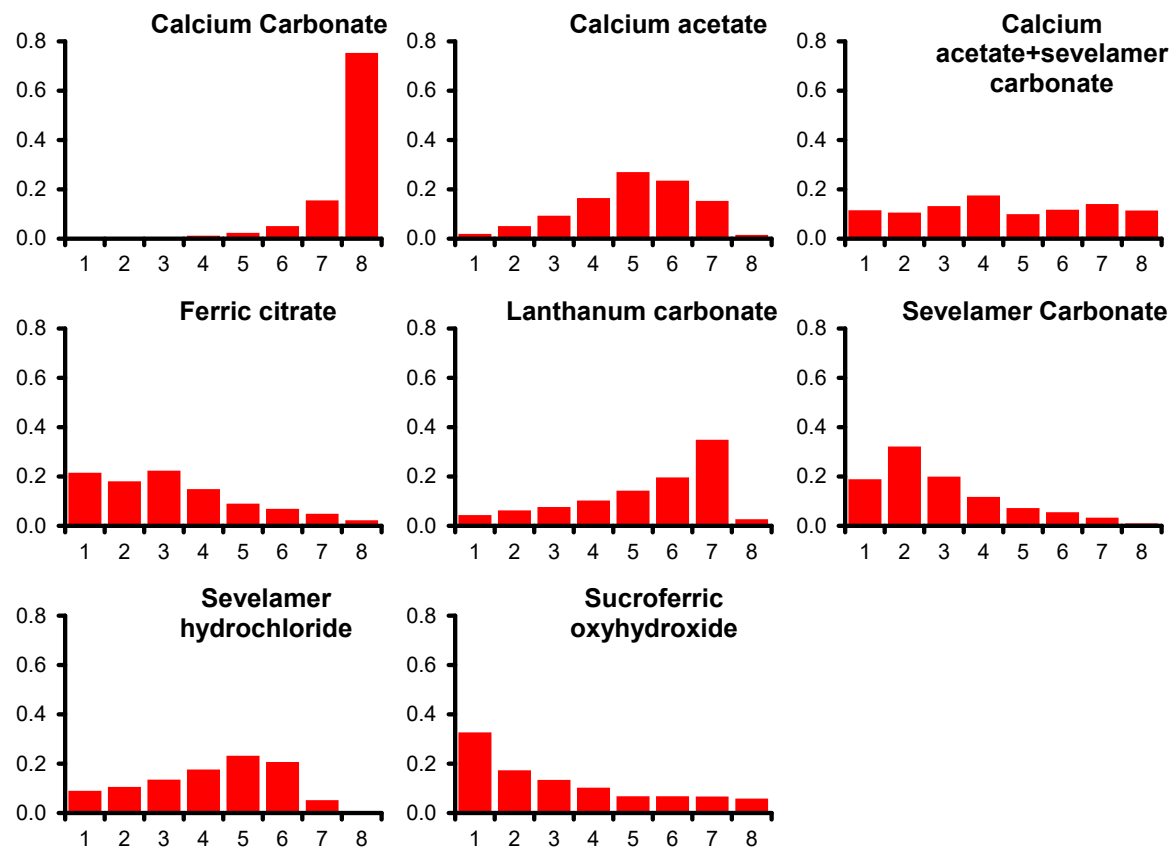 Calcium Carbonate
0.8
0.6
0.4
0.2
0.0
1 2 3 4 5 6 7 8
Calcium acetate
0.8
0.6
0.4
0.2
0.0
1 2 3 4 5 6 7 8
Calcium
acetate+sevelamer
carbonate
0.8
0.6
0.4
0.2
0.0
1 2 3 4 5 6 7 8
Ferric citrate
0.8
0.6
0.4
0.2
0.0
1 2 3 4 5 6 7 8
Lanthanum carbonate
0.8
0.6
0.4
0.2
0.0
1 2 3 4 5 6 7 8
Sevelamer Carbonate
0.8
0.6
0.4
0.2
0.0
1 2 3 4 5 6 7 8
Sevelamer
hydrochloride
0.8
0.6
0.4
0.2
0.0
1 2 3 4 5 6 7 8
Sucroferric
oxyhydroxide
0.8
0.6
0.4
0.2
0.0
1 2 3 4 5 6 7 8